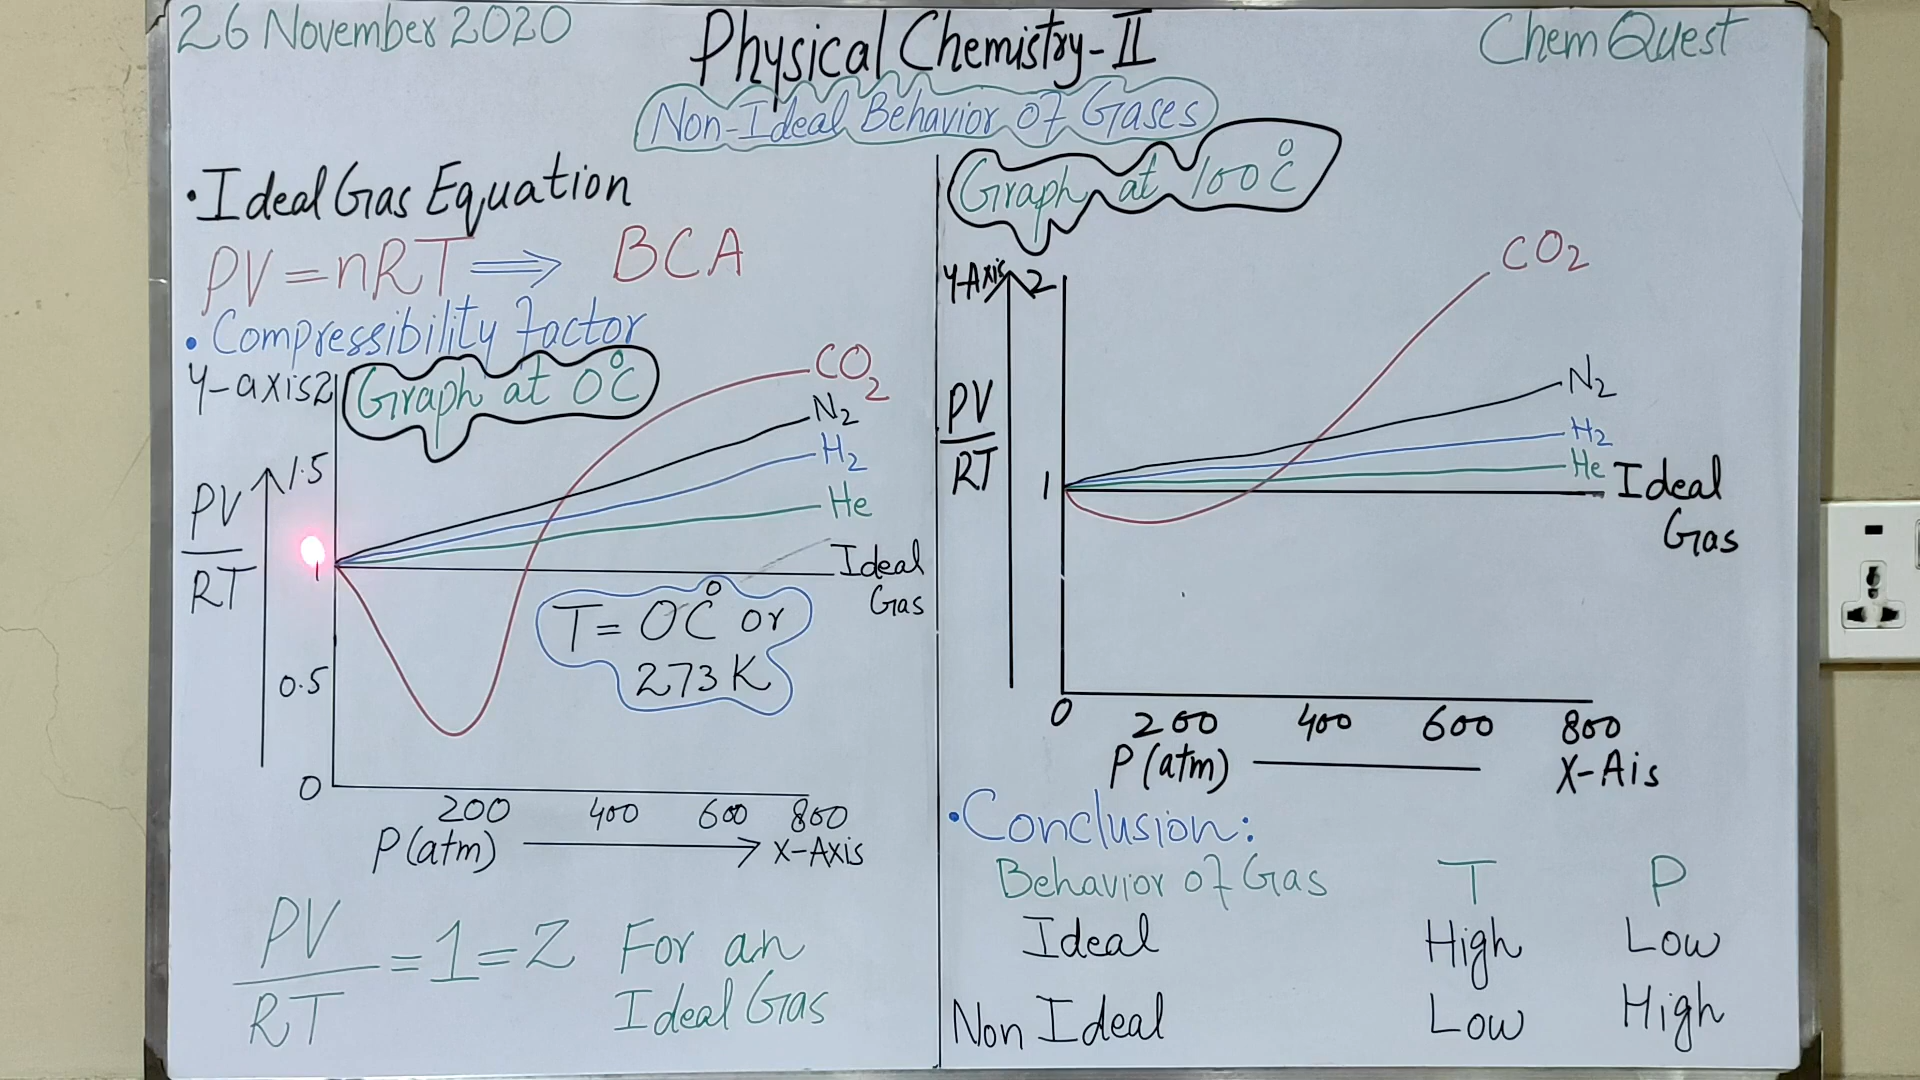 26 November 2020
Physical Chemistry-II
Chem Quest
Non-Ideal Behavior of Gases
• Ideal Gas Equation
PV = nRT ⟹ BCA
• Compressibility Factor
Graph at 0°C
y-axis
2
1.5
1
0.5
0
PV
RT
CO₂
N₂
H₂
He
Ideal
Gas
T = 0°C or
273 K
200 400 600 800
P(atm) X-Axis
PV
RT
= 1 = Z For an
Ideal Gas
Graph at 100°C
Y-Axis
2
1
PV
RT
CO₂
N₂
H₂
He
Ideal
Gas
0 200 400 600 800
P(atm) X-Ais
• Conclusion:
Behavior of Gas T P
Ideal High Low
Non Ideal Low High